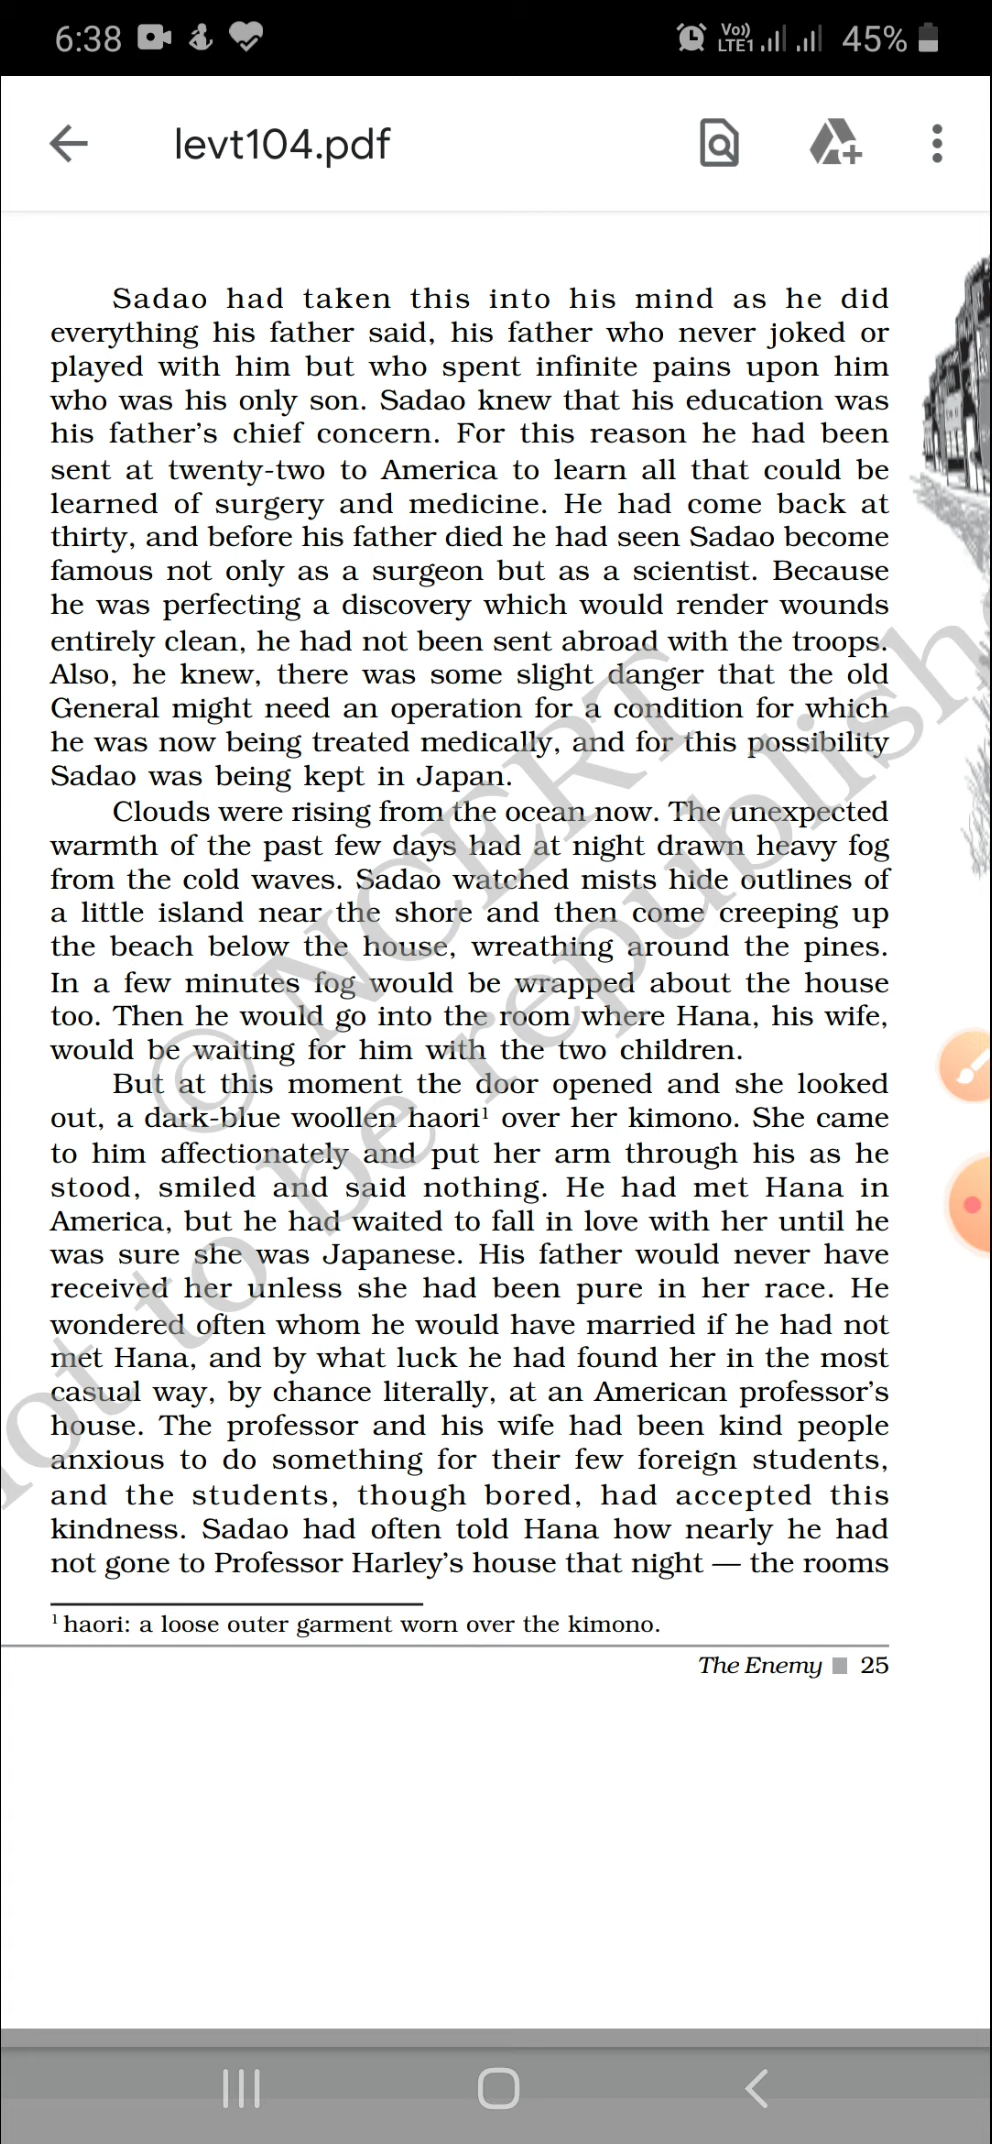 6:38
Vo)) LTE1 45%
levt104.pdf
Sadao had taken this into his mind as he did
everything his father said, his father who never joked or
played with him but who spent infinite pains upon him
who was his only son. Sadao knew that his education was
his father's chief concern. For this reason he had been
sent at twenty-two to America to learn all that could be
learned of surgery and medicine. He had come back at
thirty, and before his father died he had seen Sadao become
famous not only as a surgeon but as a scientist. Because
he was perfecting a discovery which would render wounds
entirely clean, he had not been sent abroad with the troops.
Also, he knew, there was some slight danger that the old
General might need an operation for a condition for which
he was now being treated medically, and for this possibility
Sadao was being kept in Japan.
Clouds were rising from the ocean now. The unexpected
warmth of the past few days had at night drawn heavy fog
from the cold waves. Sadao watched mists hide outlines of
a little island near the shore and then come creeping up
the beach below the house, wreathing around the pines.
In a few minutes fog would be wrapped about the house
too. Then he would go into the room where Hana, his wife,
would be waiting for him with the two children.
But at this moment the door opened and she looked
out, a dark-blue woollen haori¹ over her kimono. She came
to him affectionately and put her arm through his as he
stood, smiled and said nothing. He had met Hana in
America, but he had waited to fall in love with her until he
was sure she was Japanese. His father would never have
received her unless she had been pure in her race. He
wondered often whom he would have married if he had not
met Hana, and by what luck he had found her in the most
casual way, by chance literally, at an American professor's
house. The professor and his wife had been kind people
anxious to do something for their few foreign students,
and the students, though bored, had accepted this
kindness. Sadao had often told Hana how nearly he had
not gone to Professor Harley's house that night — the rooms
¹ haori: a loose outer garment worn over the kimono.
The Enemy ■ 25
© NCERT
not to be republish